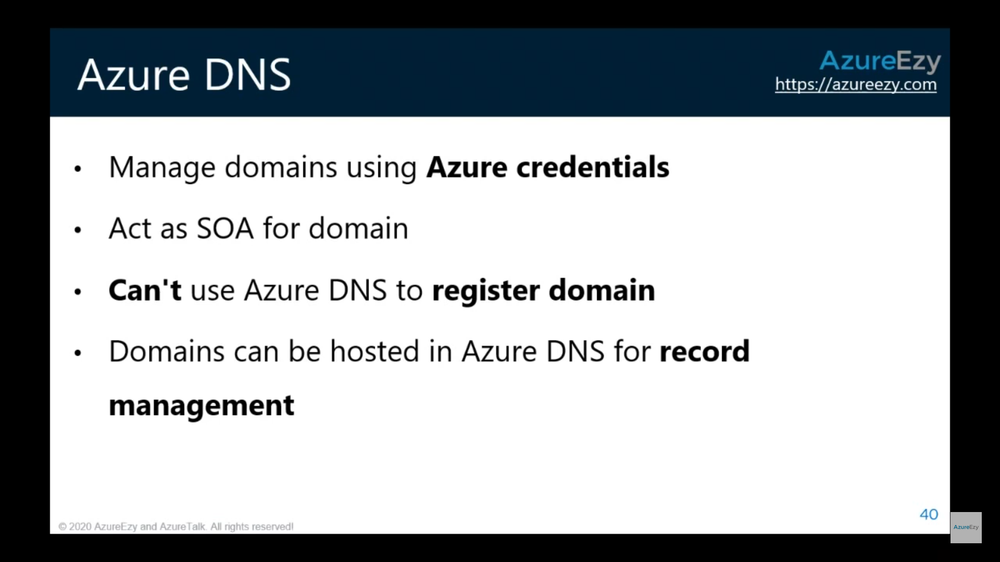 Azure DNS
AzureEzy
https://azureezy.com
• Manage domains using Azure credentials
• Act as SOA for domain
• Can't use Azure DNS to register domain
• Domains can be hosted in Azure DNS for record
management
40
© 2020 AzureEzy and AzureTalk. All rights reserved!
AzureEzy